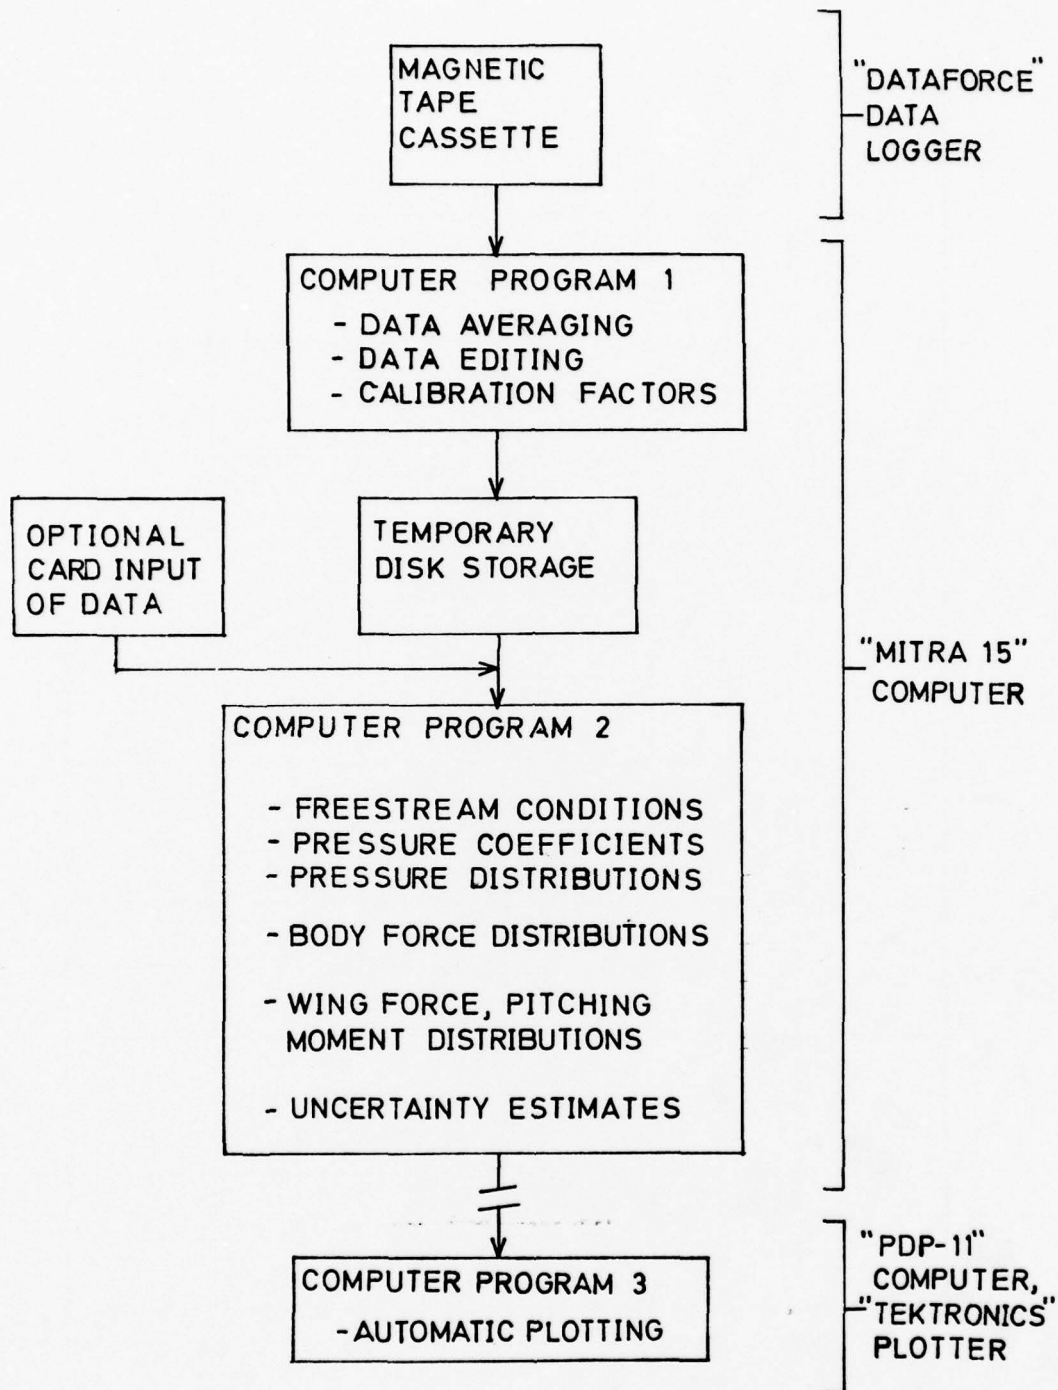 MAGNETIC
TAPE
CASSETTE
"DATAFORCE"
DATA
LOGGER
COMPUTER PROGRAM 1
- DATA AVERAGING
- DATA EDITING
- CALIBRATION FACTORS
OPTIONAL
CARD INPUT
OF DATA
TEMPORARY
DISK STORAGE
"MITRA 15"
COMPUTER
COMPUTER PROGRAM 2
- FREESTREAM CONDITIONS
- PRESSURE COEFFICIENTS
- PRESSURE DISTRIBUTIONS
- BODY FORCE DISTRIBUTIONS
- WING FORCE, PITCHING
MOMENT DISTRIBUTIONS
- UNCERTAINTY ESTIMATES
COMPUTER PROGRAM 3
-AUTOMATIC PLOTTING
"PDP-11"
COMPUTER,
"TEKTRONICS"
PLOTTER